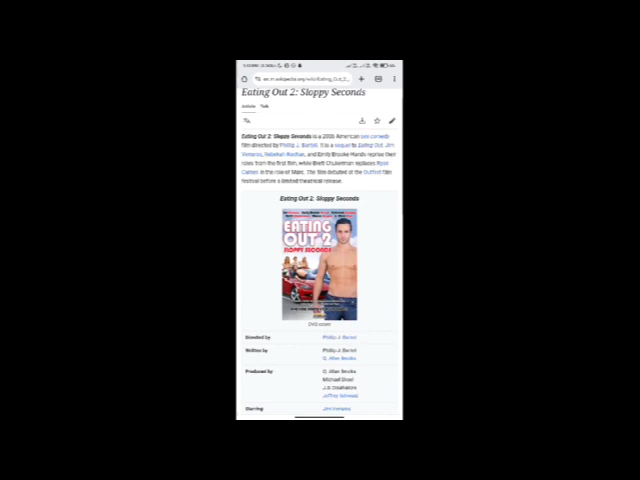 en.m.wikipedia.org/wiki/Eating_Out_2...
Eating Out 2: Sloppy Seconds
Article Talk
Eating Out 2: Sloppy Seconds is a 2006 American sex comedy
film directed by Phillip J. Bartell. It is a sequel to Eating Out. Jim
Verraros, Rebekah Kochan, and Emily Brooke Hands reprise their
roles from the first film, while Brett Chukerman replaces Ryan
Carnes in the role of Marc. The film debuted at the Outfest film
festival before a limited theatrical release.
Eating Out 2: Sloppy Seconds
EATING
OUT 2
SLOPPY SECONDS
DVD cover
Directed by Phillip J. Bartell
Written by Phillip J. Bartell
Q. Allan Brocka
Produced by Q. Allan Brocka
Michael Shoel
J.D. Disalvatore
Jeffrey Schwarz
Starring Jim Verraros